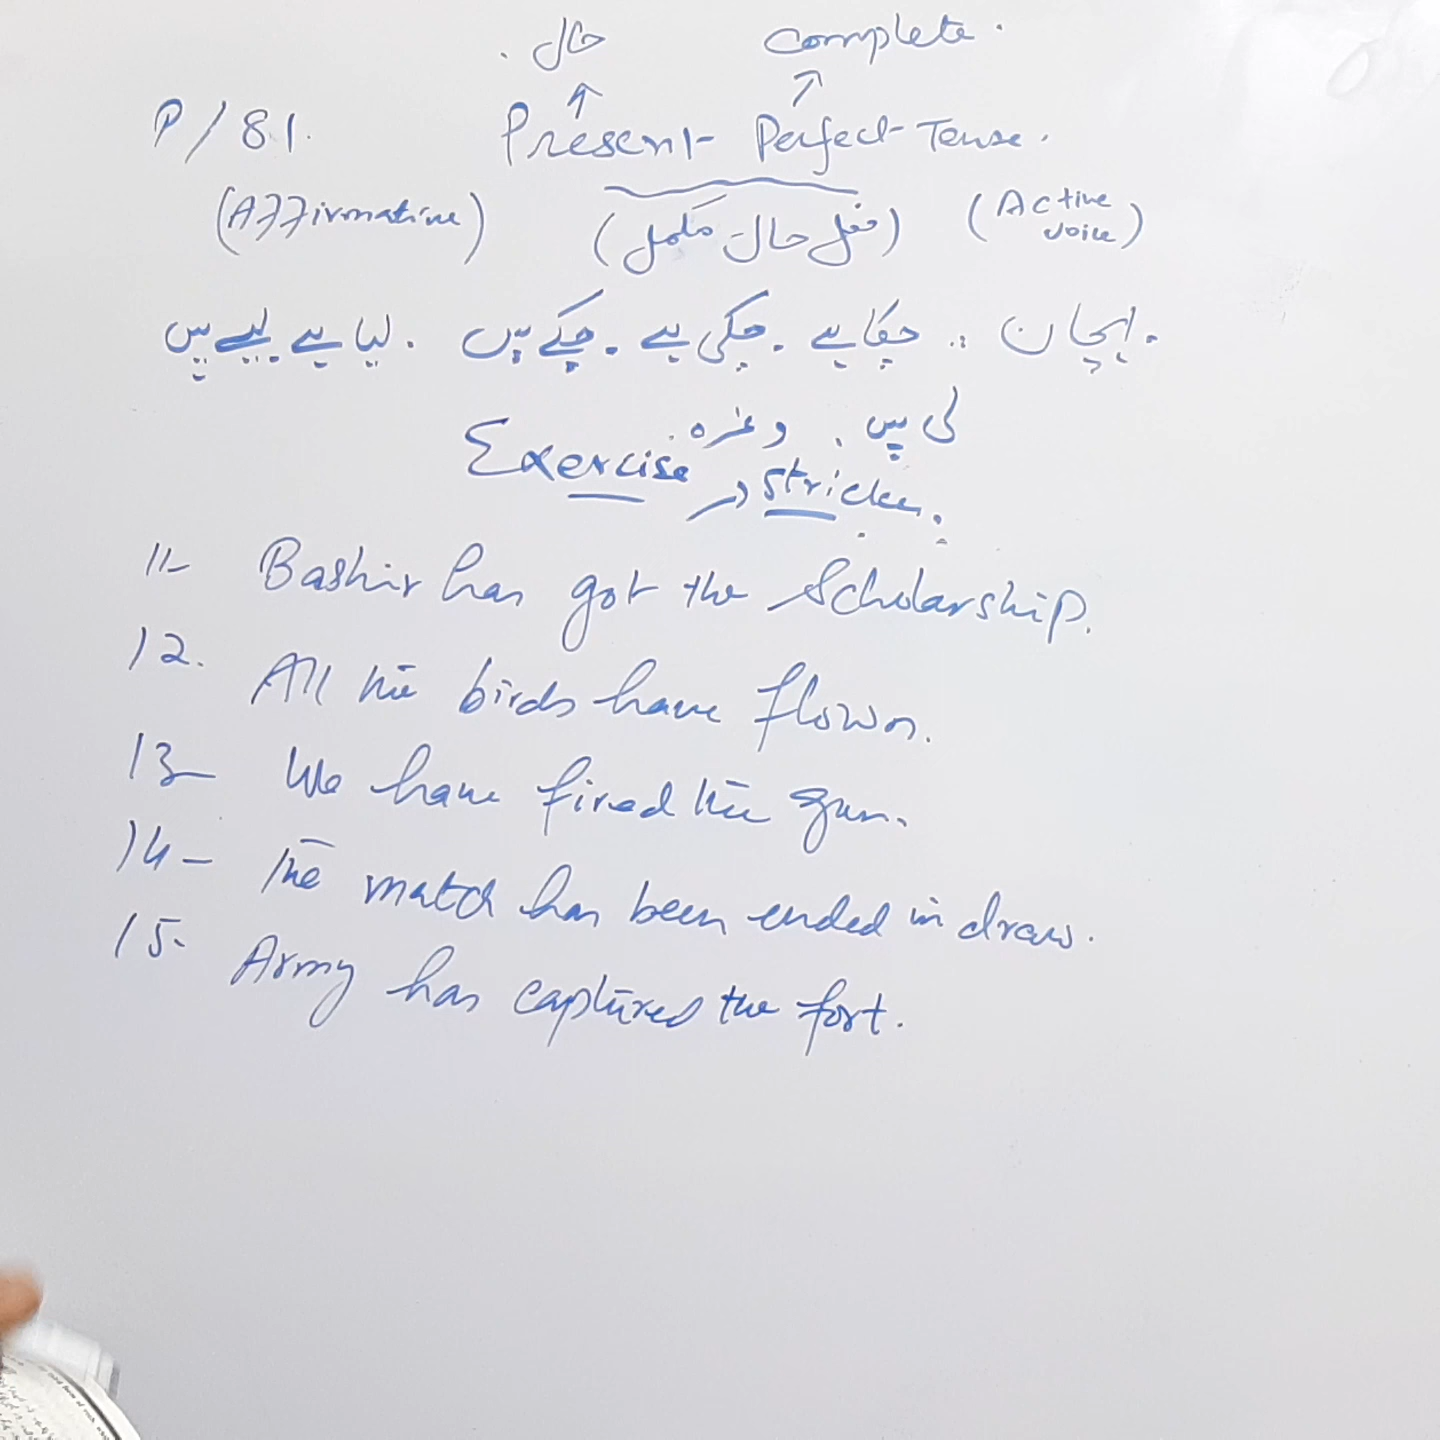 حال Complete.
P/81. Present Perfect Tense.
(Affirmative) (فعل حال مکمل) (Active voice)
پہچان :. چکا ہے. چکی ہے. چکے ہیں. لیا ہے. لیے ہیں
لی ہیں. وغیرہ
Exercise
11- Bashir has got the Scholarship.
12. All the birds have flown.
13- We have fired the gun.
14- The match has been ended in draw.
15- Army has captured the fort.